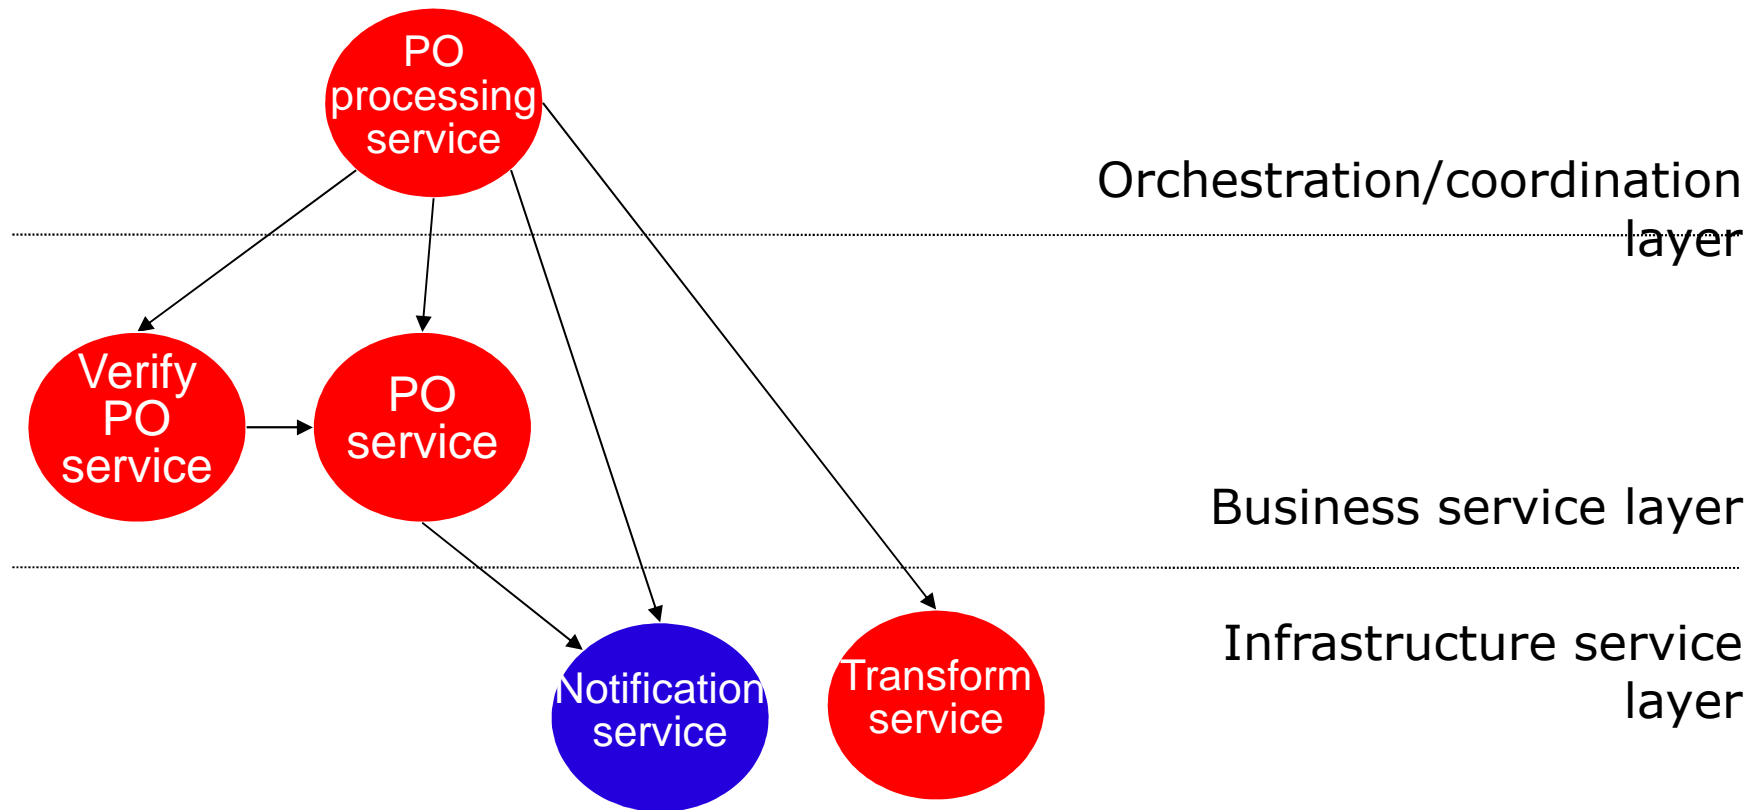 PO
processing
service
Orchestration/coordination
layer
Verify
PO
service
PO
service
Business service layer
Notification
service
Transform
service
Infrastructure service
layer